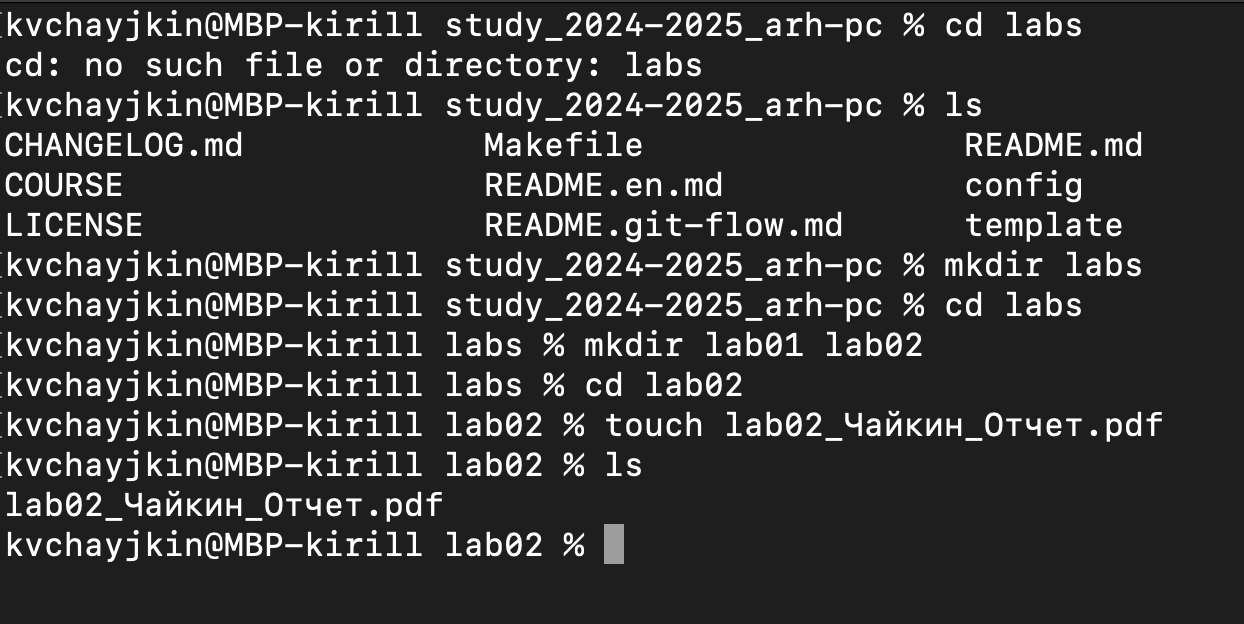 kvchayjkin@MBP-kirill study_2024-2025_arh-pc % cd labs
cd: no such file or directory: labs
kvchayjkin@MBP-kirill study_2024-2025_arh-pc % ls
CHANGELOG.md Makefile README.md
COURSE README.en.md config
LICENSE README.git-flow.md template
kvchayjkin@MBP-kirill study_2024-2025_arh-pc % mkdir labs
kvchayjkin@MBP-kirill study_2024-2025_arh-pc % cd labs
kvchayjkin@MBP-kirill labs % mkdir lab01 lab02
kvchayjkin@MBP-kirill labs % cd lab02
kvchayjkin@MBP-kirill lab02 % touch lab02_Чайкин_Отчет.pdf
kvchayjkin@MBP-kirill lab02 % ls
lab02_Чайкин_Отчет.pdf
kvchayjkin@MBP-kirill lab02 %